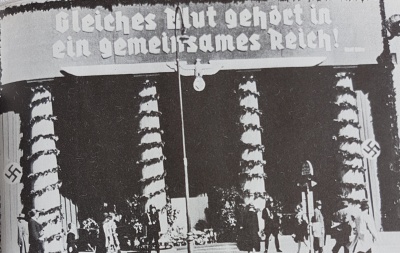 Gleiches Blut gehört in
ein gemeinsames Reich!